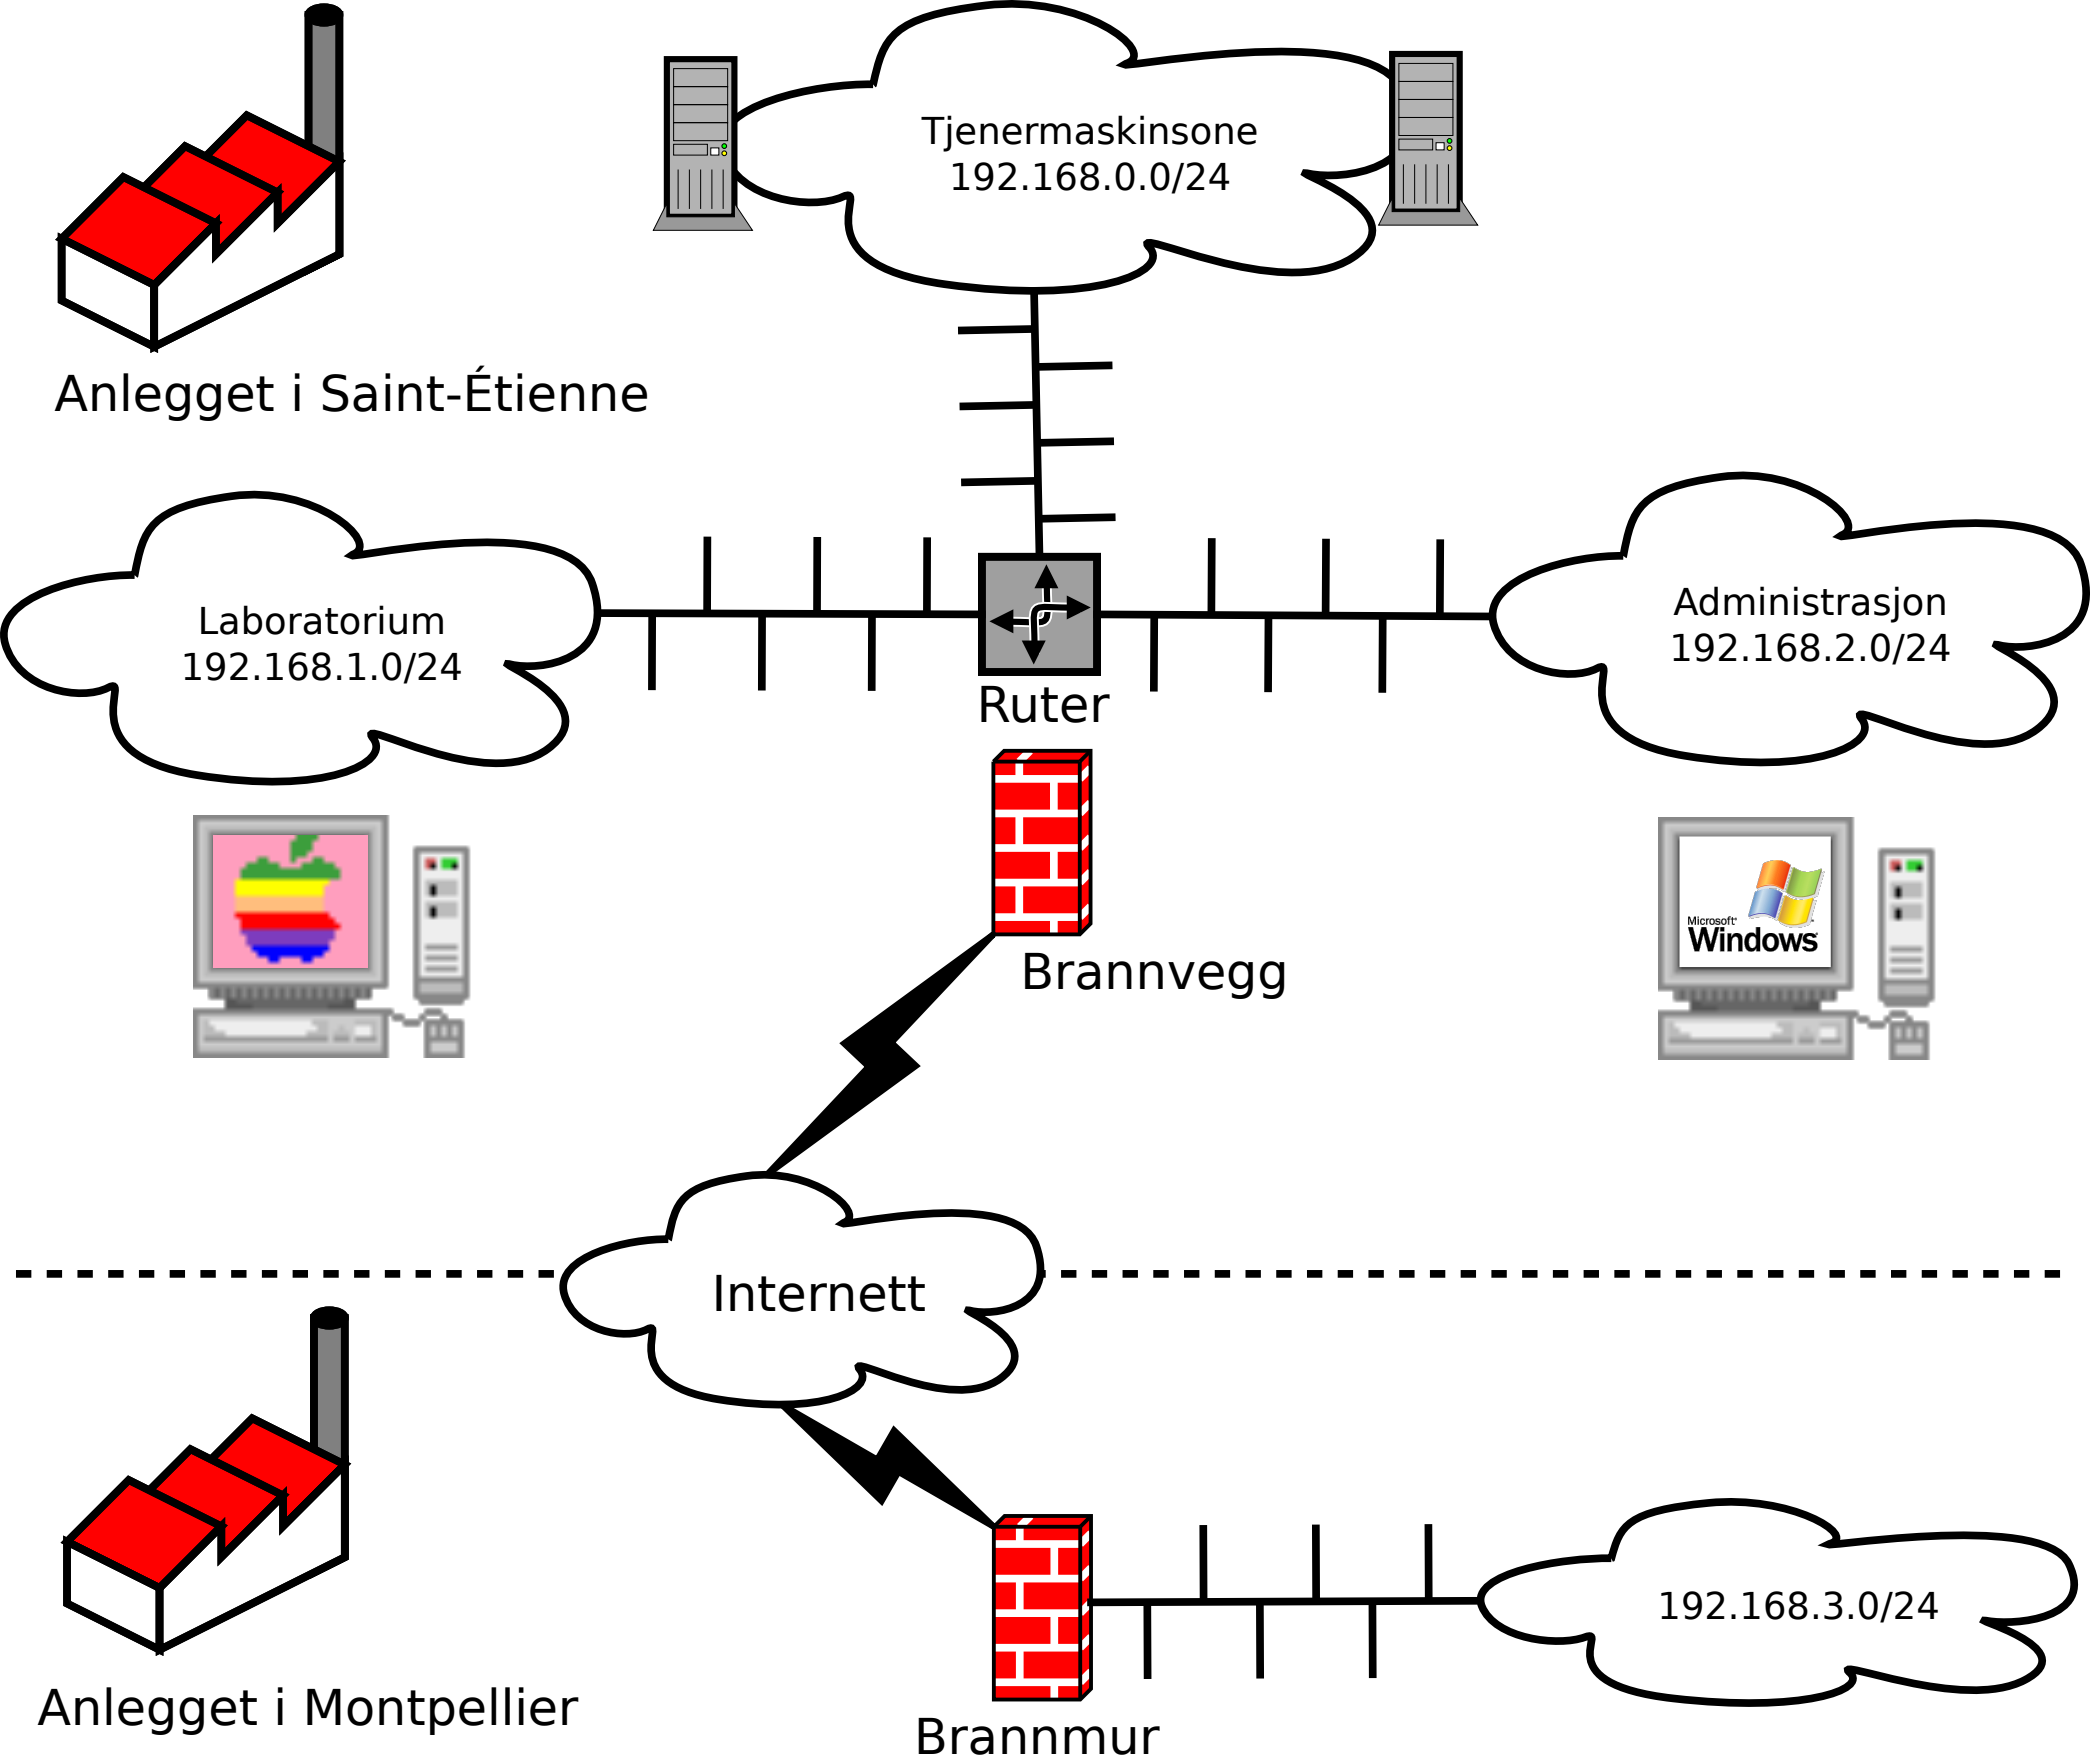 Tjenermaskinsone
192.168.0.0/24
Anlegget i Saint-Étienne
Laboratorium
192.168.1.0/24
Administrasjon
192.168.2.0/24
Ruter
Microsoft
Windows
Brannvegg
Internett
192.168.3.0/24
Anlegget i Montpellier
Brannmur